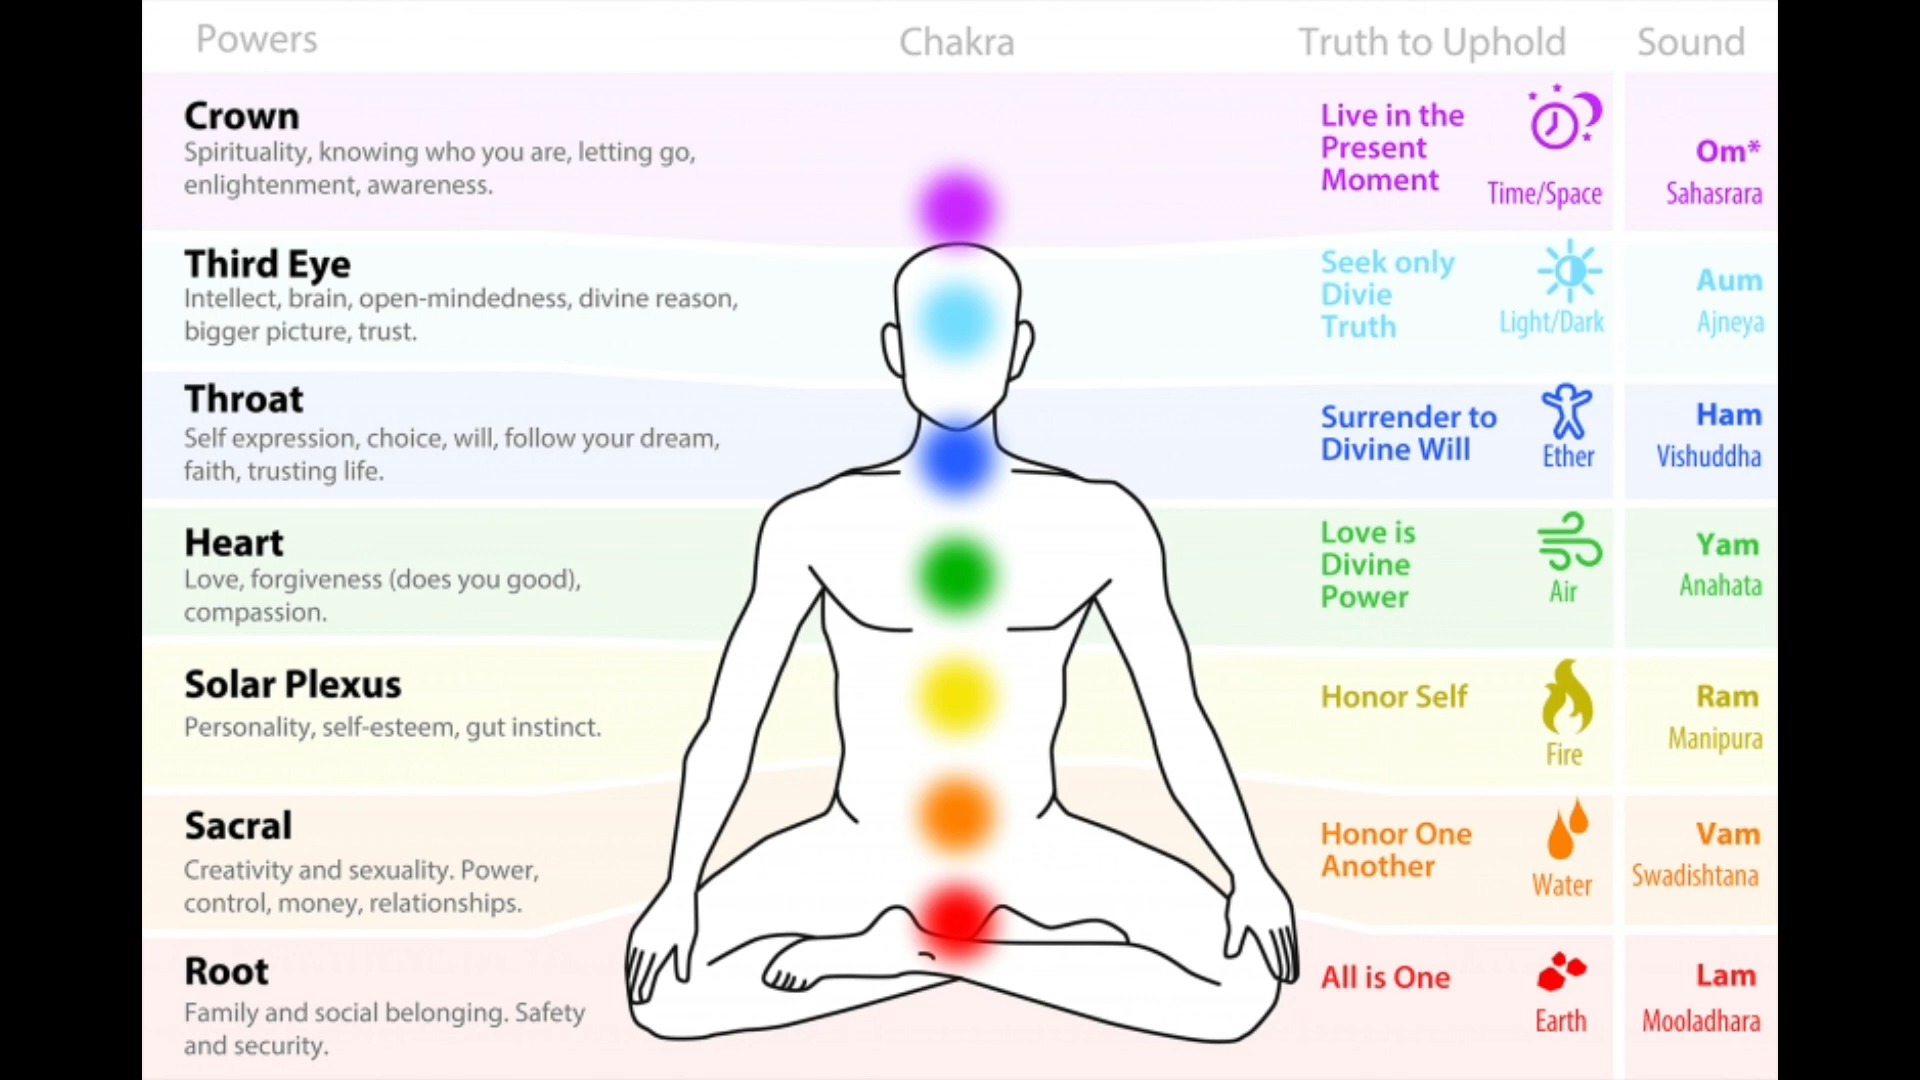 Powers
Chakra
Truth to Uphold
Sound
Crown
Spirituality, knowing who you are, letting go,
enlightenment, awareness.
Live in the
Present
Moment
Time/Space
Om*
Sahasrara
Third Eye
Intellect, brain, open-mindedness, divine reason,
bigger picture, trust.
Seek only
Divie
Truth
Light/Dark
Aum
Ajneya
Throat
Self expression, choice, will, follow your dream,
faith, trusting life.
Surrender to
Divine Will
Ether
Ham
Vishuddha
Heart
Love, forgiveness (does you good),
compassion.
Love is
Divine
Power
Air
Yam
Anahata
Solar Plexus
Personality, self-esteem, gut instinct.
Honor Self
Fire
Ram
Manipura
Sacral
Creativity and sexuality. Power,
control, money, relationships.
Honor One
Another
Water
Vam
Swadishtana
Root
Family and social belonging. Safety
and security.
All is One
Earth
Lam
Mooladhara